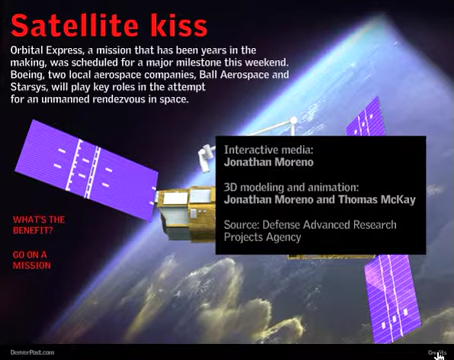 Satellite kiss
Orbital Express, a mission that has been years in the
making, was scheduled for a major milestone this weekend.
Boeing, two local aerospace companies, Ball Aerospace and
Starsys, will play key roles in the attempt
for an unmanned rendezvous in space.
Interactive media:
Jonathan Moreno
3D modeling and animation:
Jonathan Moreno and Thomas McKay
Source: Defense Advanced Research
Projects Agency
WHAT'S THE
BENEFIT?
GO ON A
MISSION
DenverPost.com
Credits